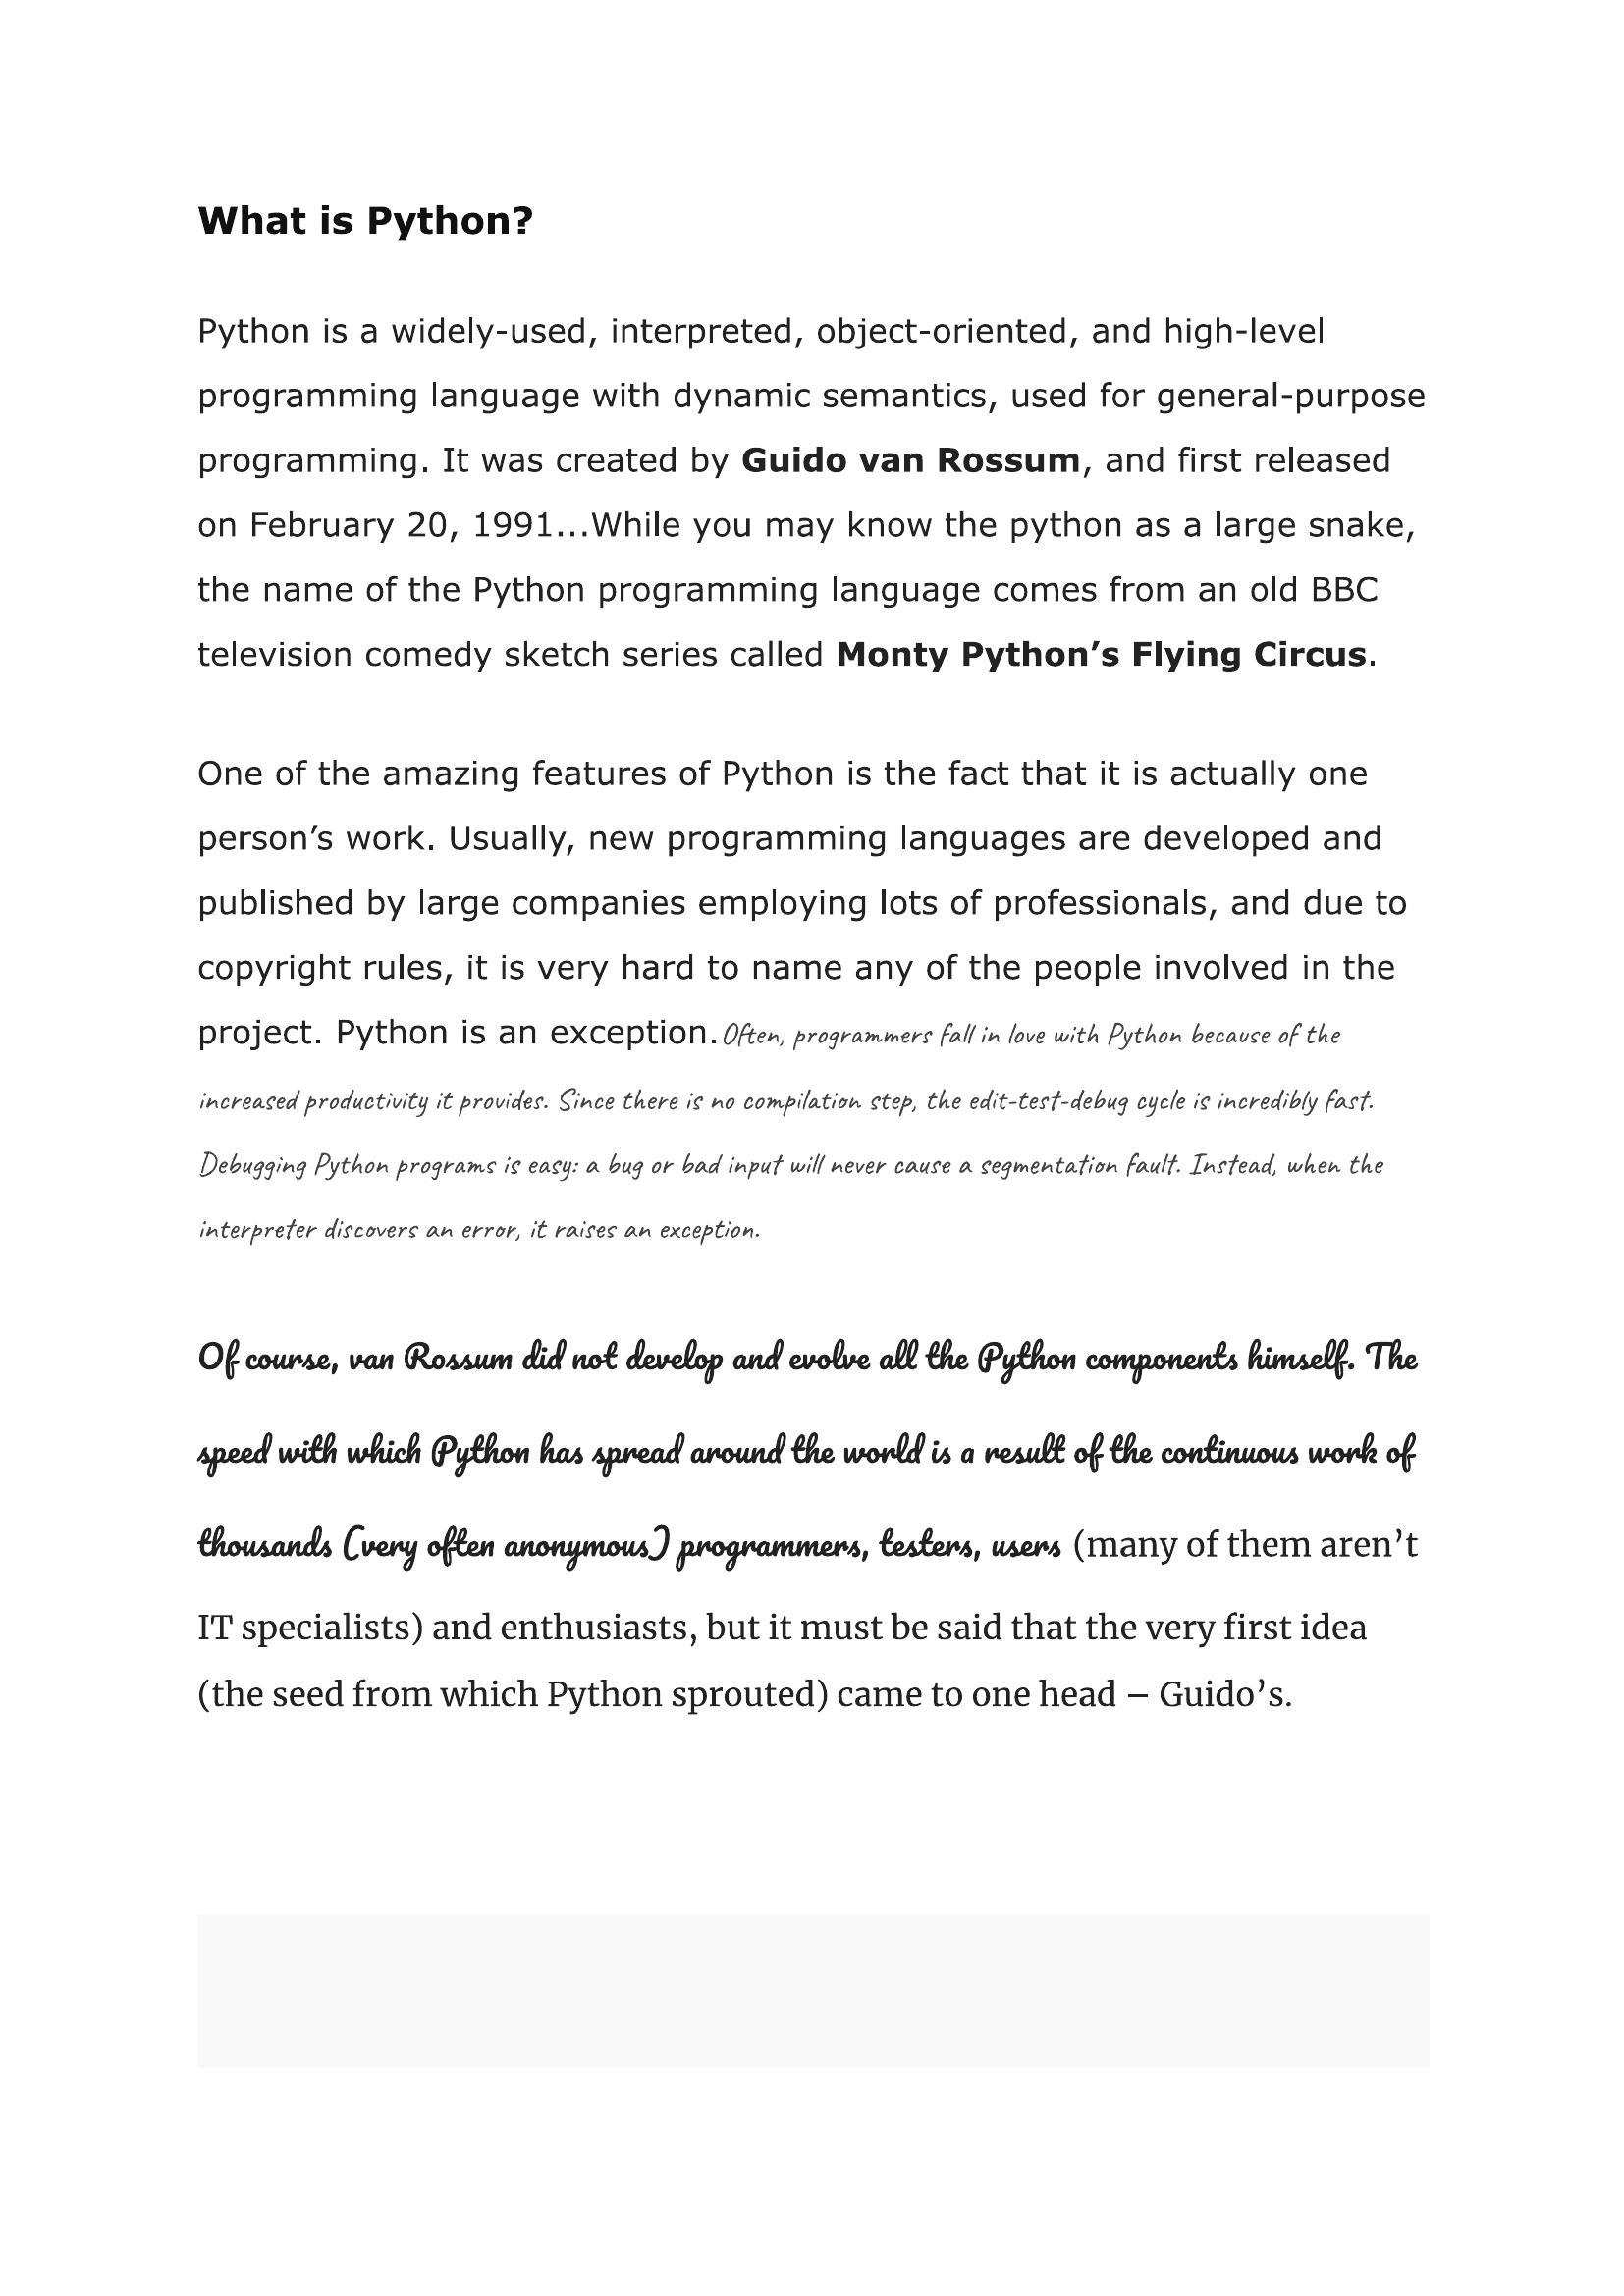 What is Python?
Python is a widely-used, interpreted, object-oriented, and high-level
programming language with dynamic semantics, used for general-purpose
programming. It was created by Guido van Rossum, and first released
on February 20, 1991...While you may know the python as a large snake,
the name of the Python programming language comes from an old BBC
television comedy sketch series called Monty Python’s Flying Circus.
One of the amazing features of Python is the fact that it is actually one
person’s work. Usually, new programming languages are developed and
published by large companies employing lots of professionals, and due to
copyright rules, it is very hard to name any of the people involved in the
project. Python is an exception. Often, programmers fall in love with Python because of the
increased productivity it provides. Since there is no compilation step, the edit-test-debug cycle is incredibly fast.
Debugging Python programs is easy: a bug or bad input will never cause a segmentation fault. Instead, when the
interpreter discovers an error, it raises an exception.
Of course, van Rossum did not develop and evolve all the Python components himself. The
speed with which Python has spread around the world is a result of the continuous work of
thousands (very often anonymous) programmers, testers, users (many of them aren’t
IT specialists) and enthusiasts, but it must be said that the very first idea
(the seed from which Python sprouted) came to one head – Guido’s.